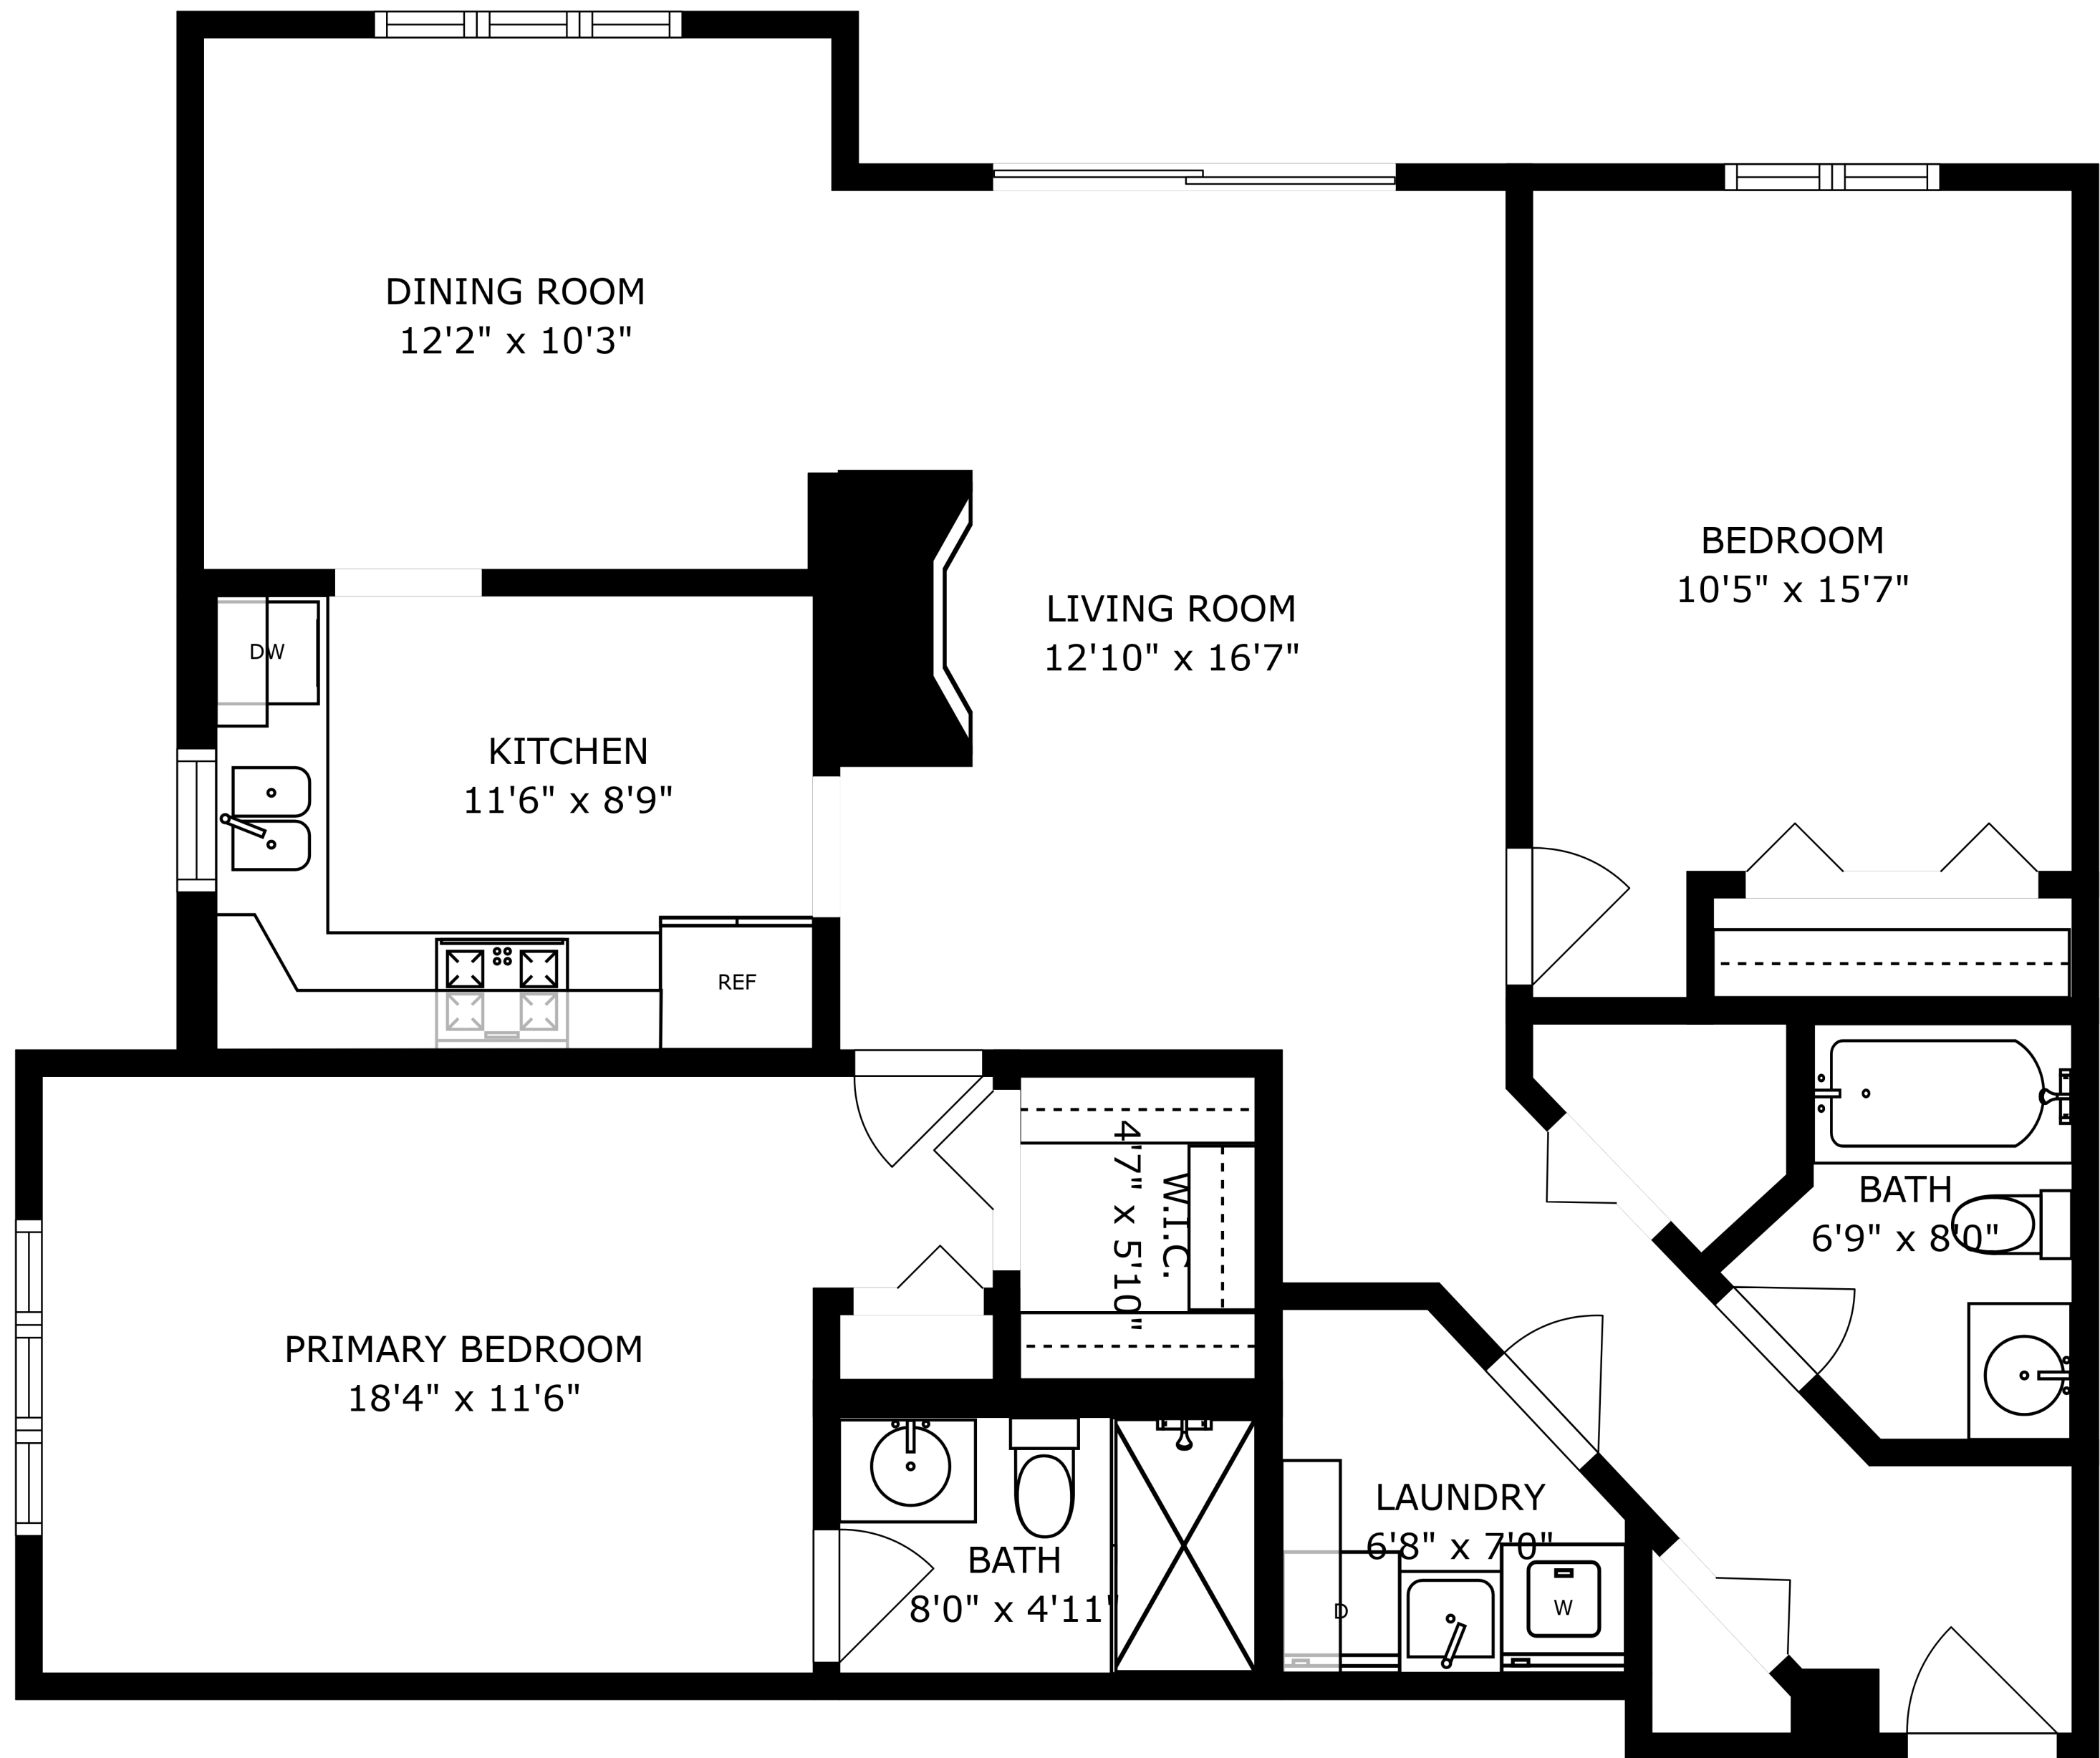 DINING ROOM
12'2" x 10'3"
BEDROOM
10'5" x 15'7"
LIVING ROOM
12'10" x 16'7"
DW
KITCHEN
11'6" x 8'9"
REF
W.I.C.
4'7" x 5'10"
BATH
6'9" x 8'0"
PRIMARY BEDROOM
18'4" x 11'6"
LAUNDRY
6'8" x 7'0"
BATH
8'0" x 4'11"
D
W